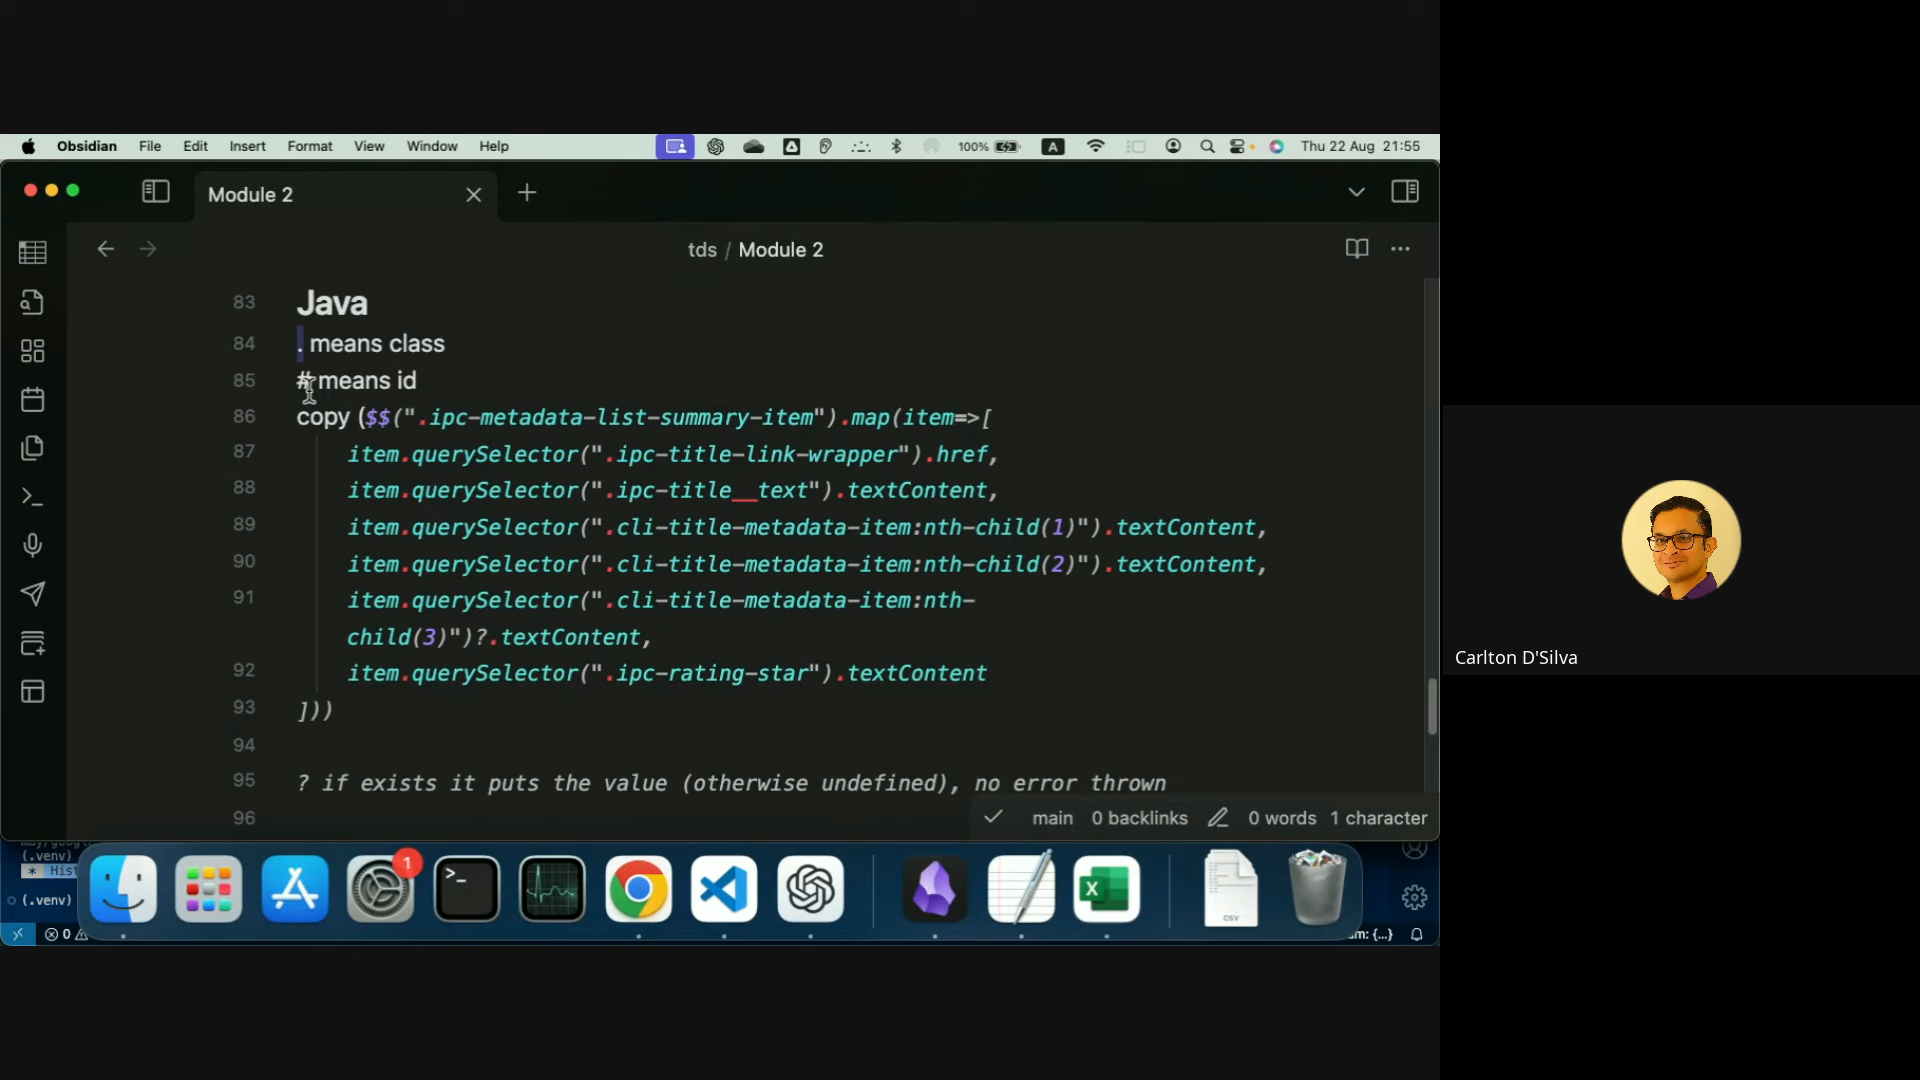 Obsidian File Edit Insert Format View Window Help 100% A Thu 22 Aug 21:55
Module 2
tds / Module 2
83 Java
84 . means class
85 # means id
86 copy ($$(".ipc-metadata-list-summary-item").map(item=>[
87 item.querySelector(".ipc-title-link-wrapper").href,
88 item.querySelector(".ipc-title__text").textContent,
89 item.querySelector(".cli-title-metadata-item:nth-child(1)").textContent,
90 item.querySelector(".cli-title-metadata-item:nth-child(2)").textContent,
91 item.querySelector(".cli-title-metadata-item:nth-
child(3)")?.textContent,
92 item.querySelector(".ipc-rating-star").textContent
93 ]))
94
95 ? if exists it puts the value (otherwise undefined), no error thrown
96
main 0 backlinks 0 words 1 character
(.venv)
* Hist
(.venv)
0
1
>_
X
CSV
{...}
Carlton D'Silva